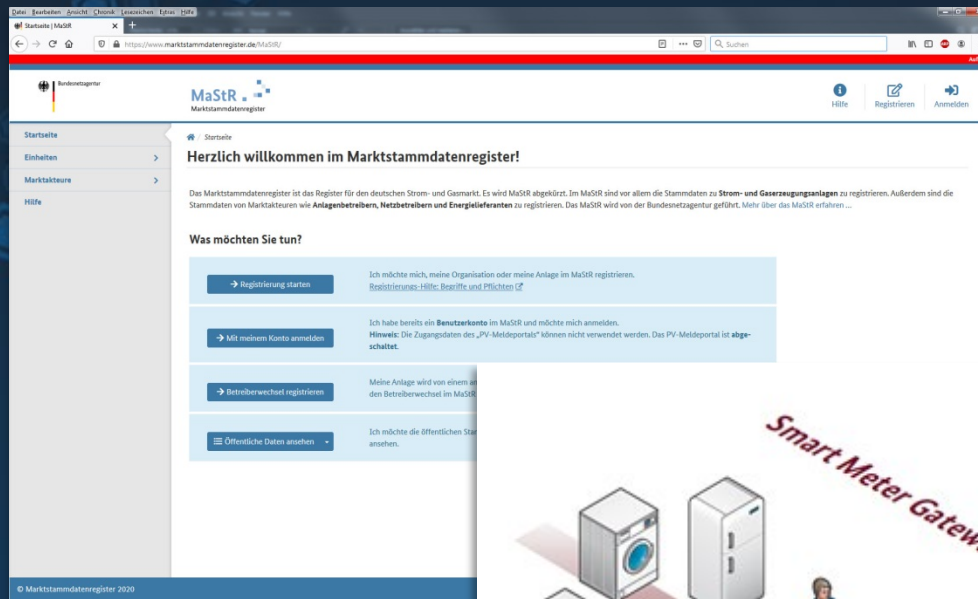 Datei Bearbeiten Ansicht Chronik Lesezeichen Extras Hilfe
Startseite | MaStR
https://www.marktstammdatenregister.de/MaStR/
Suchen
Bundesnetzagentur
MaStR
Marktstammdatenregister
Hilfe
Registrieren
Anmelden
Startseite
Einheiten
Marktakteure
Hilfe
Startseite
Herzlich willkommen im Marktstammdatenregister!
Das Marktstammdatenregister ist das Register für den deutschen Strom- und Gasmarkt. Es wird MaStR abgekürzt. Im MaStR sind vor allem die Stammdaten zu Strom- und Gaserzeugungsanlagen zu registrieren. Außerdem sind die
Stammdaten von Marktakteuren wie Anlagenbetreibern, Netzbetreibern und Energielieferanten zu registrieren. Das MaStR wird von der Bundesnetzagentur geführt. Mehr über das MaStR erfahren ...
Was möchten Sie tun?
→ Registrierung starten
Ich möchte mich, meine Organisation oder meine Anlage im MaStR registrieren.
Registrierungs-Hilfe: Begriffe und Pflichten
→ Mit meinem Konto anmelden
Ich habe bereits ein Benutzerkonto im MaStR und möchte mich anmelden.
Hinweis: Die Zugangsdaten des „PV-Meldeportals" können nicht verwendet werden. Das PV-Meldeportal ist abge-
schaltet.
→ Betreiberwechsel registrieren
Meine Anlage wird von einem
den Betreiberwechsel im MaStR
Öffentliche Daten ansehen
Ich möchte die öffentlichen
ansehen.
Smart Meter
© Marktstammdatenregister 2020